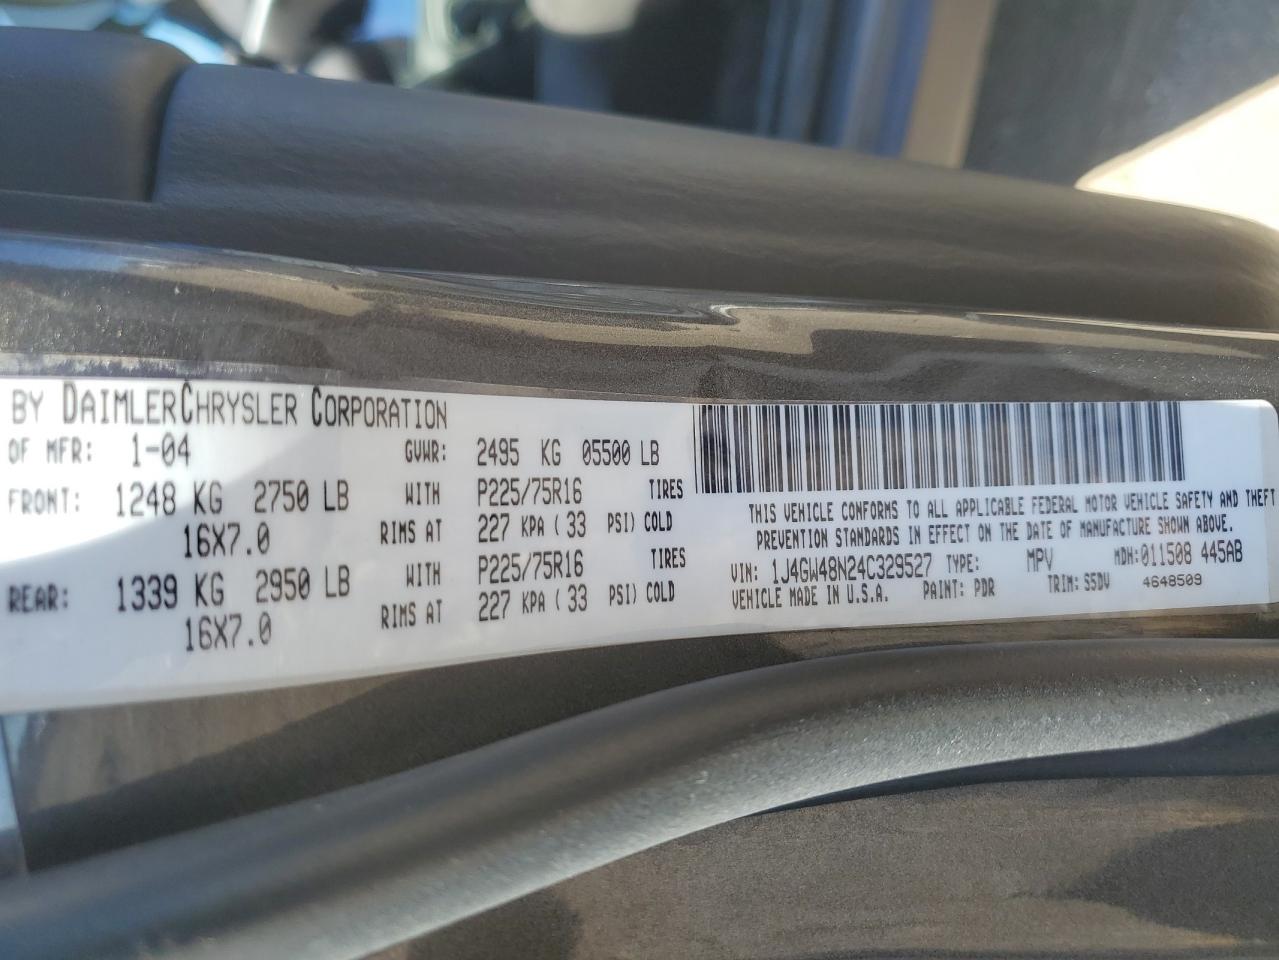 BY DAIMLERCHRYSLER CORPORATION
OF MFR: 1-04 GVWR: 2495 KG 05500 LB
FRONT: 1248 KG 2750 LB WITH P225/75R16 TIRES
16X7.0 RIMS AT 227 KPA (33 PSI) COLD
REAR: 1339 KG 2950 LB WITH P225/75R16 TIRES
16X7.0 RIMS AT 227 KPA (33 PSI) COLD
THIS VEHICLE CONFORMS TO ALL APPLICABLE FEDERAL MOTOR VEHICLE SAFETY AND THEFT
PREVENTION STANDARDS IN EFFECT ON THE DATE OF MANUFACTURE SHOWN ABOVE.
VIN: 1J4GW48N24C329527 TYPE: MPV MDH:011508 445AB
VEHICLE MADE IN U.S.A. PAINT: PDR TRIM: S5DV 4648509